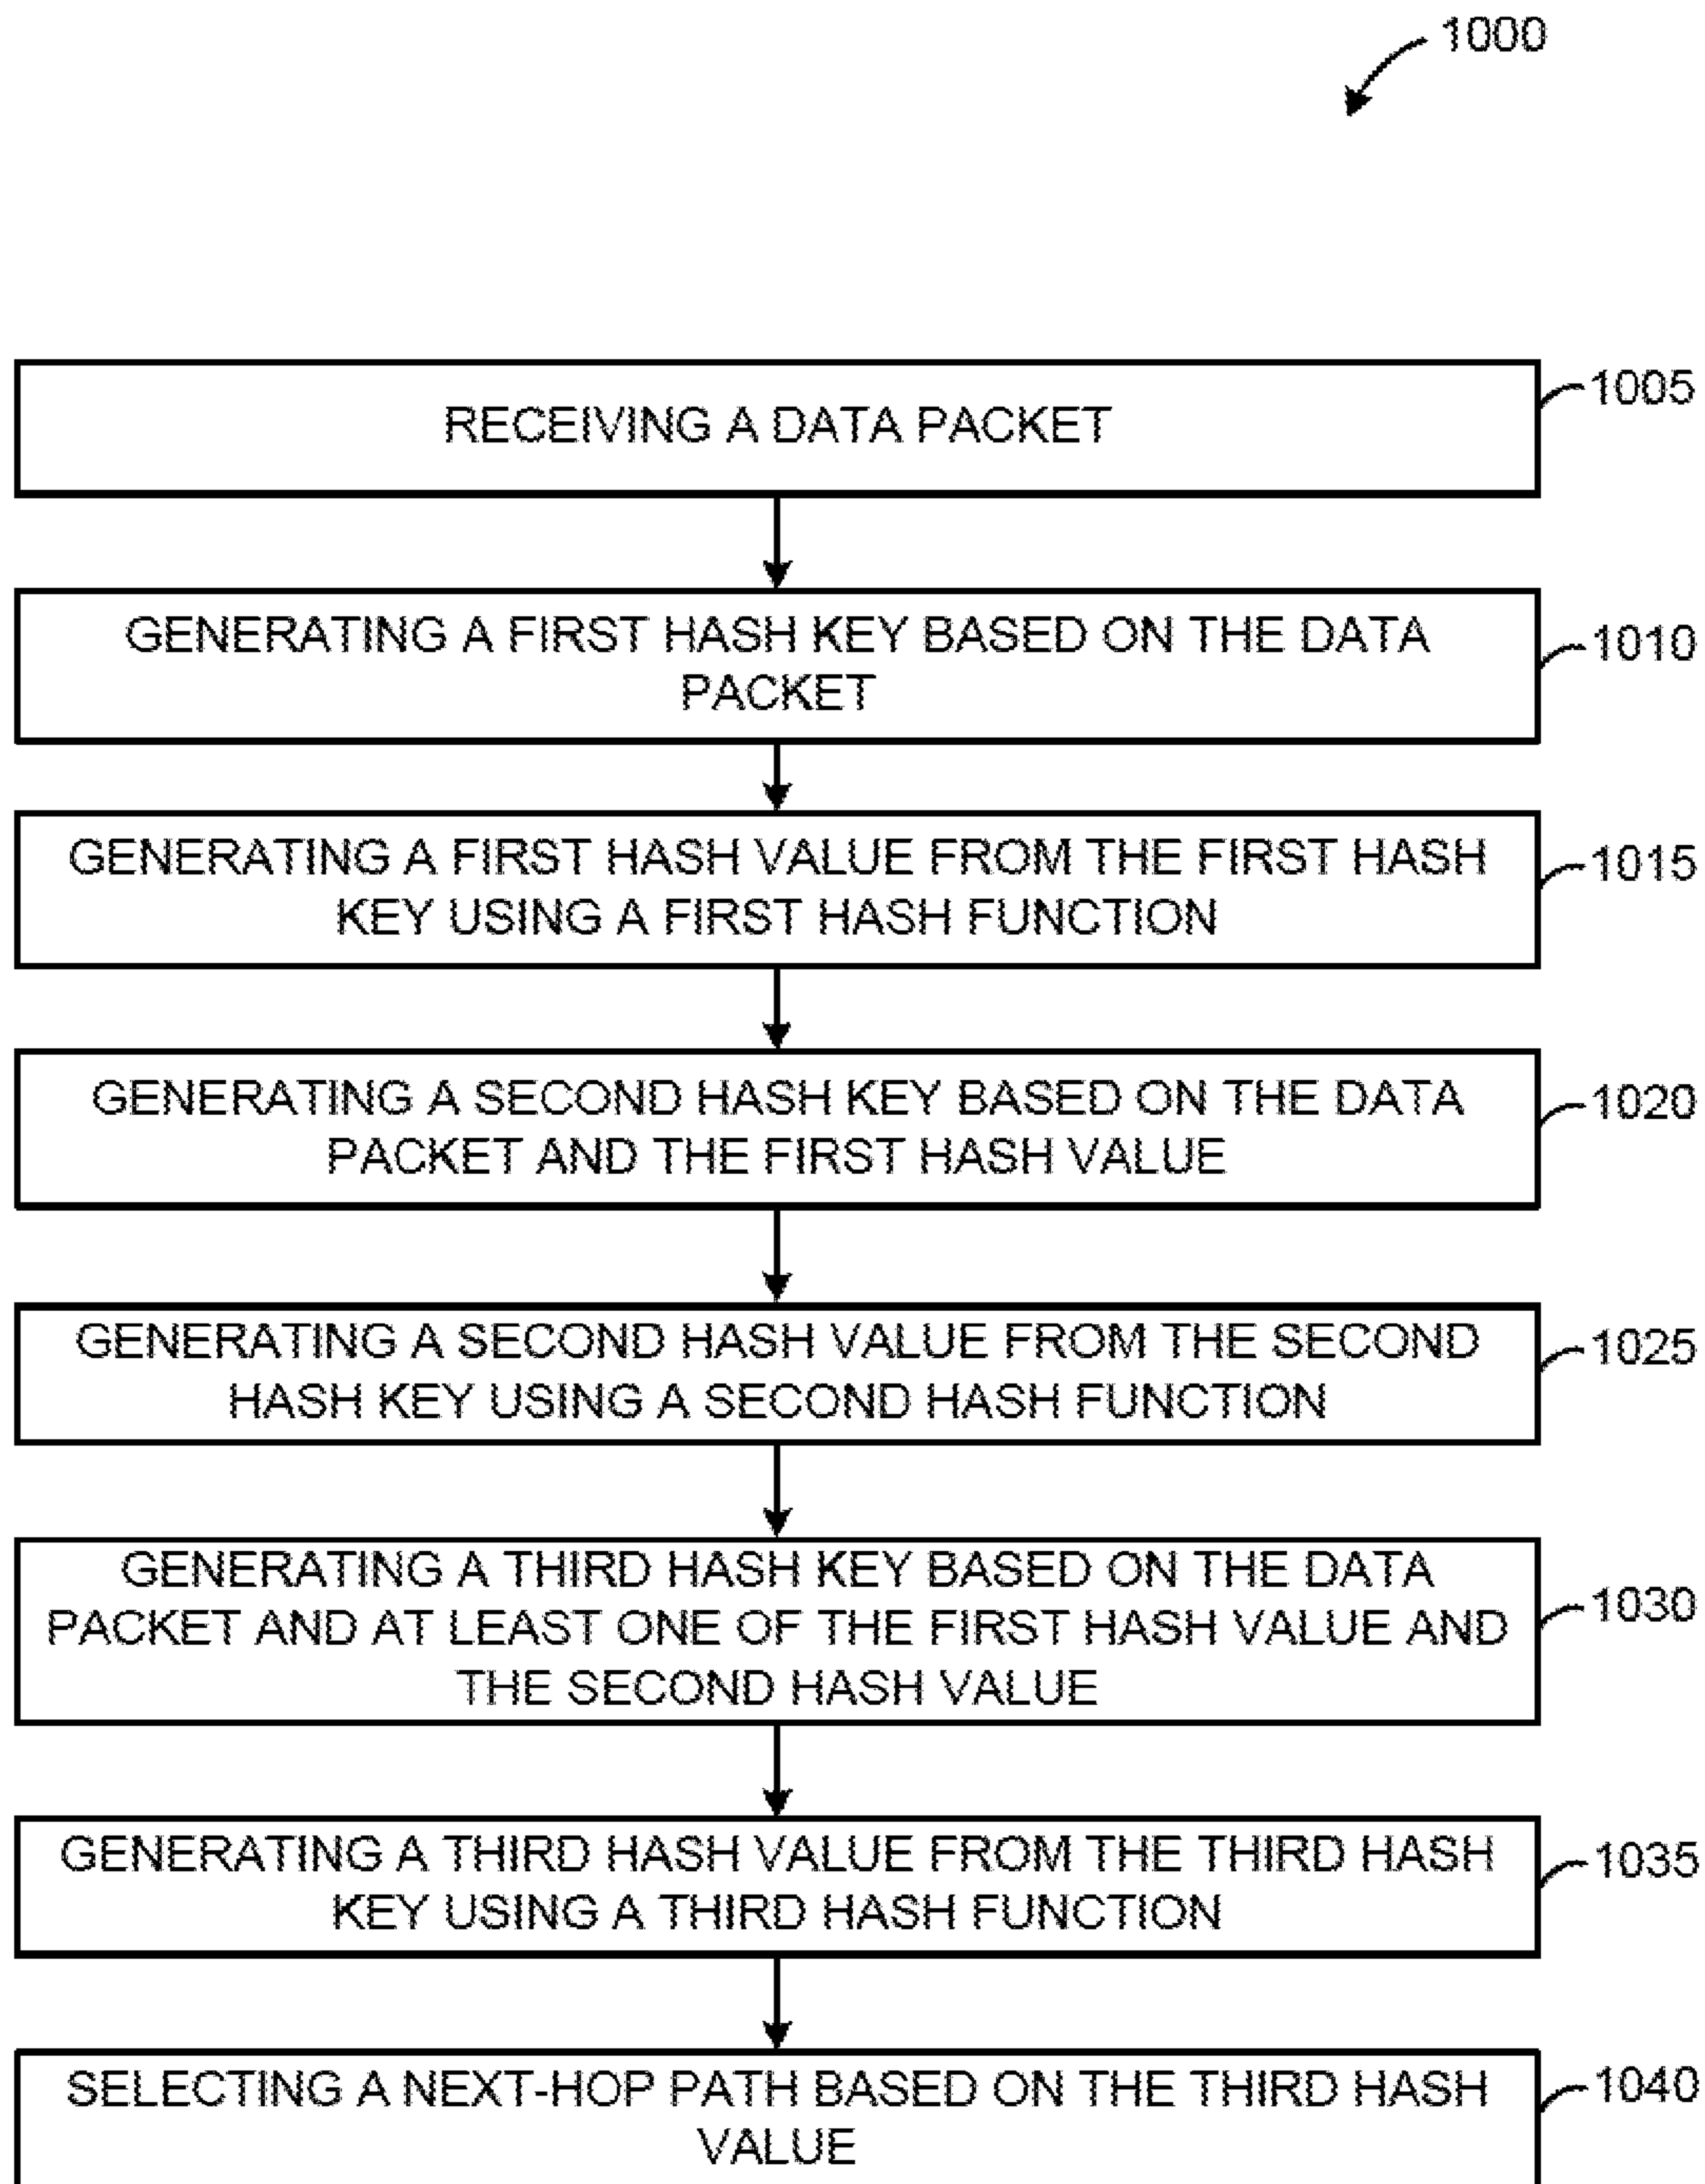 1000
RECEIVING A DATA PACKET
1005
GENERATING A FIRST HASH KEY BASED ON THE DATA
PACKET
1010
GENERATING A FIRST HASH VALUE FROM THE FIRST HASH
KEY USING A FIRST HASH FUNCTION
1015
GENERATING A SECOND HASH KEY BASED ON THE DATA
PACKET AND THE FIRST HASH VALUE
1020
GENERATING A SECOND HASH VALUE FROM THE SECOND
HASH KEY USING A SECOND HASH FUNCTION
1025
GENERATING A THIRD HASH KEY BASED ON THE DATA
PACKET AND AT LEAST ONE OF THE FIRST HASH VALUE AND
THE SECOND HASH VALUE
1030
GENERATING A THIRD HASH VALUE FROM THE THIRD HASH
KEY USING A THIRD HASH FUNCTION
1035
SELECTING A NEXT-HOP PATH BASED ON THE THIRD HASH
VALUE
1040